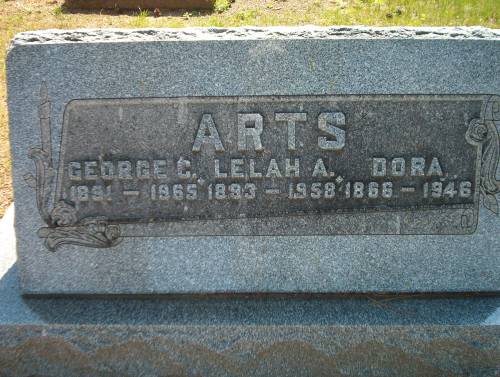 ARTS
GEORGE C. LELAH A. DORA
1891 – 1965 1893 – 1958 1866 – 1946